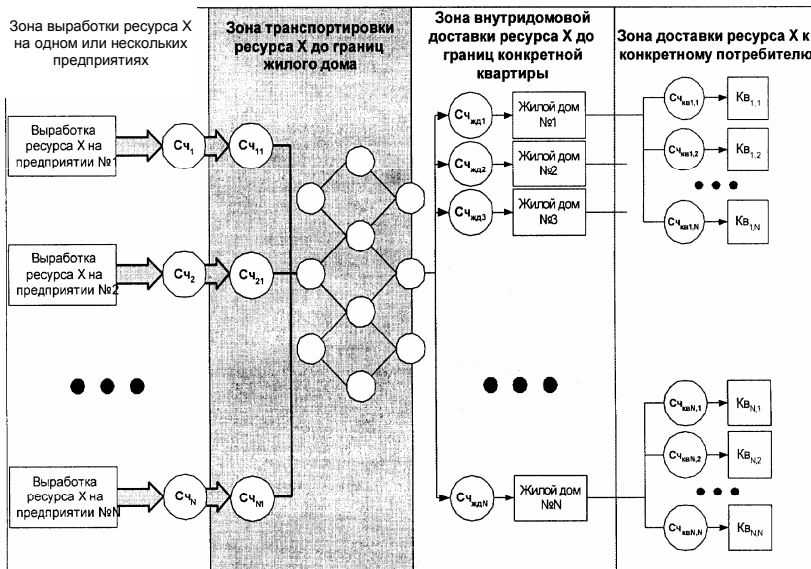 Зона выработки ресурса X
на одном или нескольких
предприятиях
Зона транспортировки
ресурса X до границ
жилого дома
Зона внутридомовой
доставки ресурса X до
границ конкретной
квартиры
Зона доставки ресурса X к
конкретному потребителю
Выработка
ресурса X на
предприятии №1
Сч1
Сч11
Счжд1
Жилой дом
№1
Счкв1,1
Кв1,1
Счжд2
Жилой дом
№2
Счкв1,2
Кв1,2
Счжд3
Жилой дом
№3
Счкв1,N
Кв1,N
Выработка
ресурса X на
предприятии №2
Сч2
Сч21
Выработка
ресурса X на
предприятии №N
СчN
СчN1
СчждN
Жилой дом
№N
СчквN,1
КвN,1
СчквN,2
КвN,2
СчквN,N
КвN,N